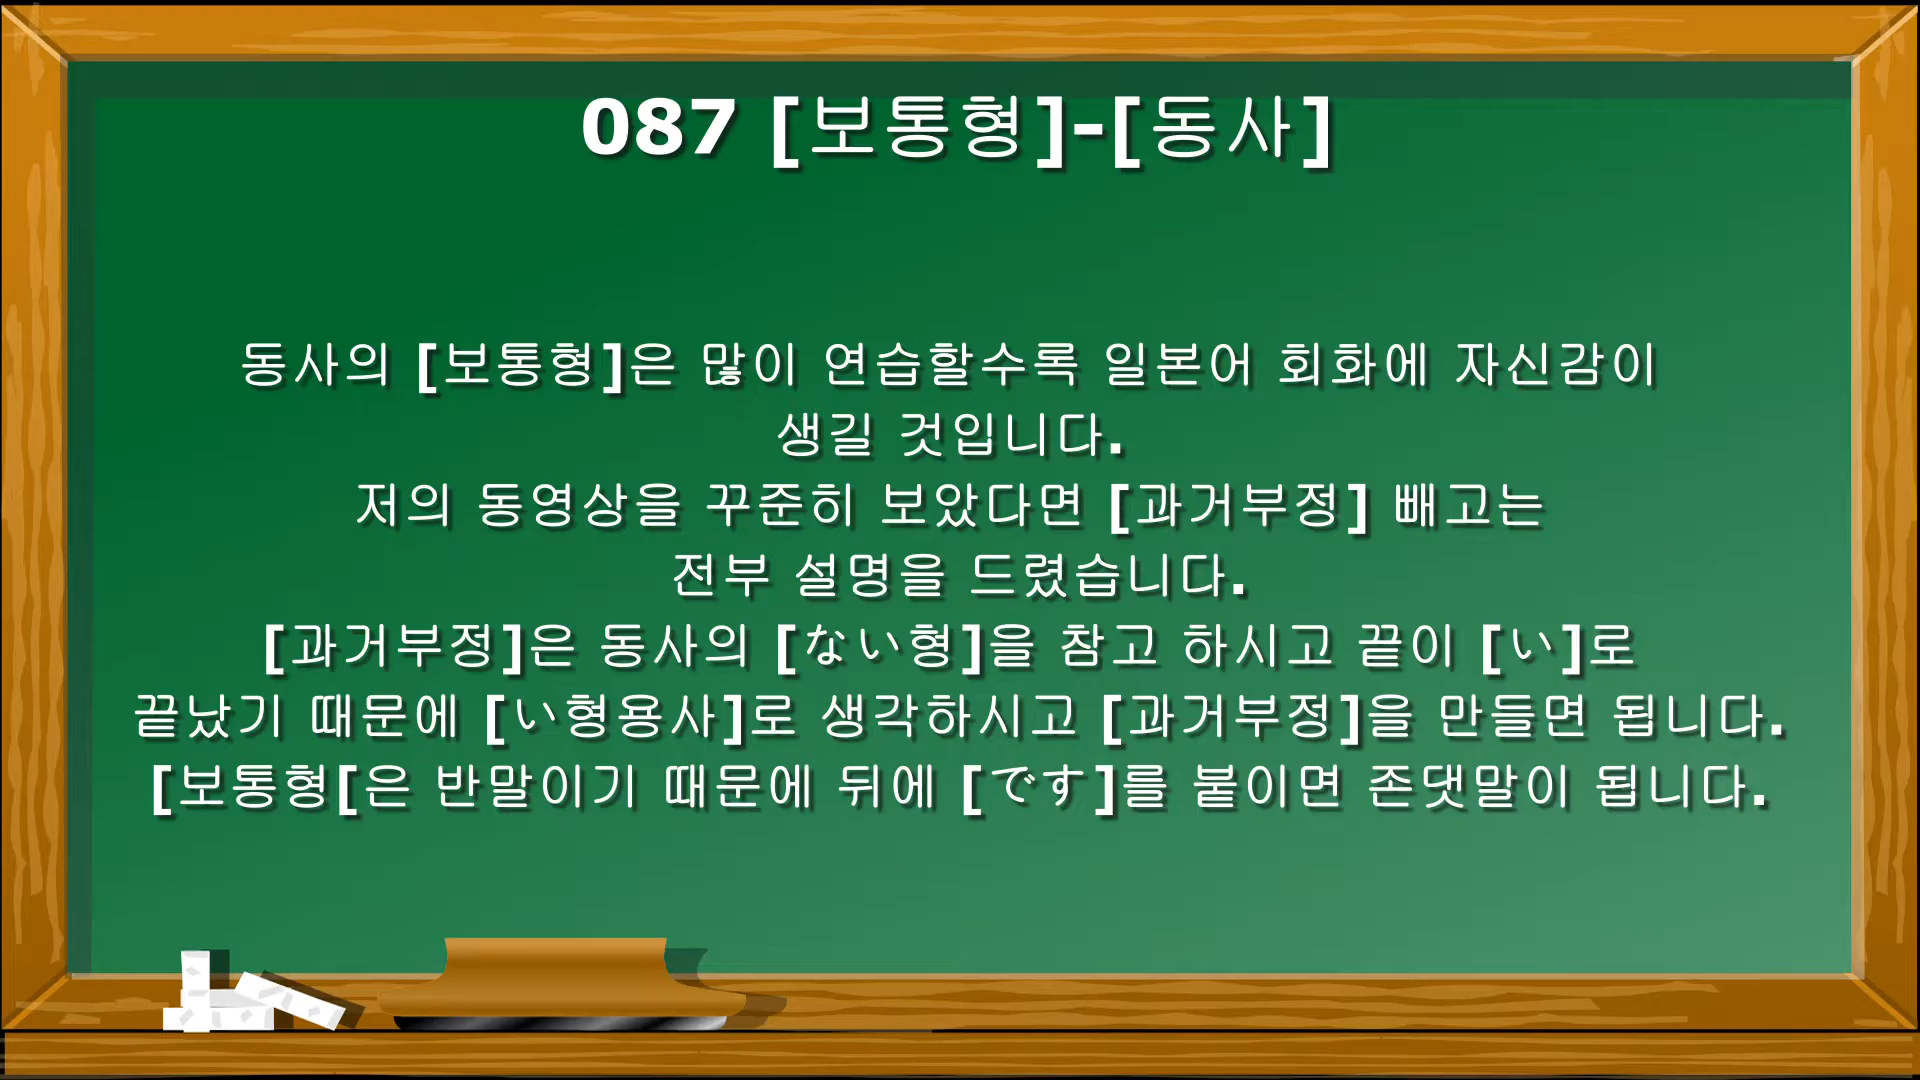 087 [보통형]-[동사]
동사의 [보통형]은 많이 연습할수록 일본어 회화에 자신감이
생길 것입니다.
저의 동영상을 꾸준히 보았다면 [과거부정] 빼고는
전부 설명을 드렸습니다.
[과거부정]은 동사의 [ない형]을 참고 하시고 끝이 [い]로
끝났기 때문에 [い형용사]로 생각하시고 [과거부정]을 만들면 됩니다.
[보통형[은 반말이기 때문에 뒤에 [です]를 붙이면 존댓말이 됩니다.